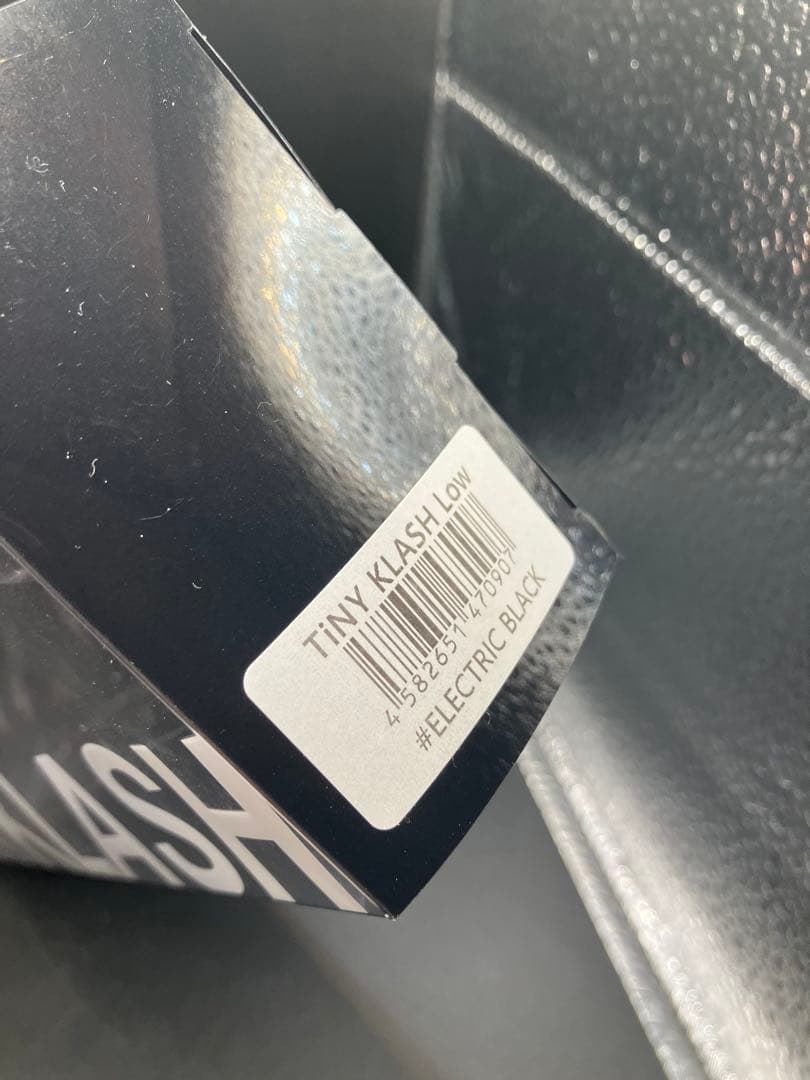 TiNY KLASH Low
4 582651 470907
#ELECTRIC BLACK
KLASH